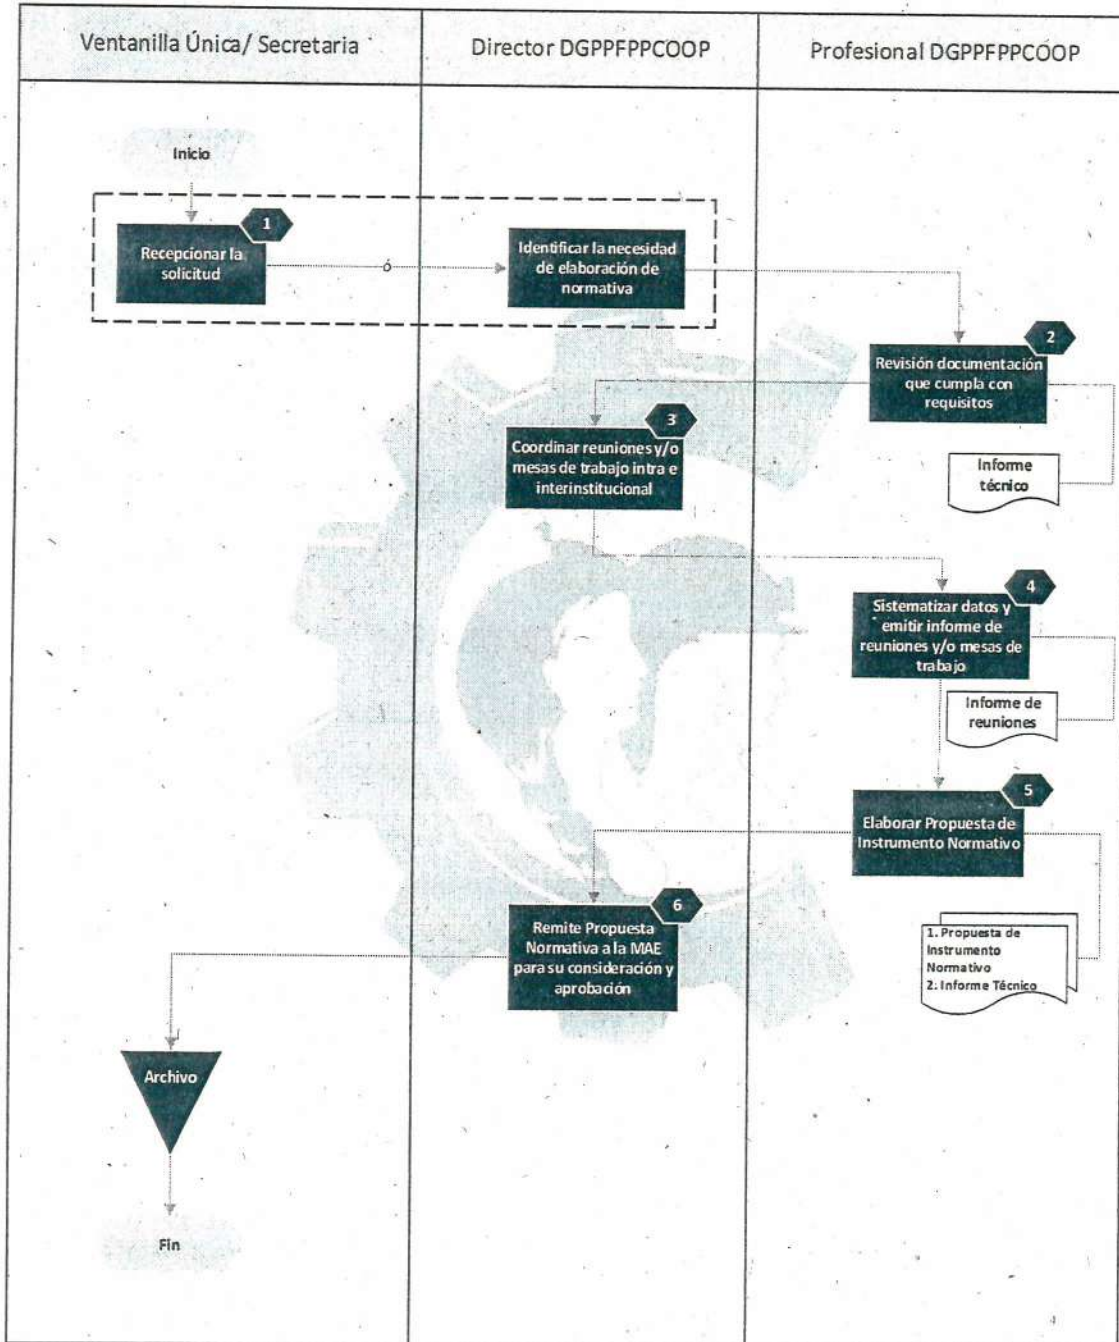 Ventanilla Única/ Secretaria
Director DGPPFPPCOOP
Profesional DGPPFPPCOOP
Inicio
1
Recepcionar la
solicitud
ó
Identificar la necesidad
de elaboración de
normativa
2
Revisión documentación
que cumpla con
requisitos
Informe
técnico
3
Coordinar reuniones y/o
mesas de trabajo intra e
interinstitucional
4
Sistematizar datos y
emitir informe de
reuniones y/o mesas de
trabajo
Informe de
reuniones
5
Elaborar Propuesta de
Instrumento Normativo
1. Propuesta de
Instrumento
Normativo
2: Informe Técnico
6
Remite Propuesta
Normativa a la MAE
para su consideración y
aprobación
Archivo
Fin